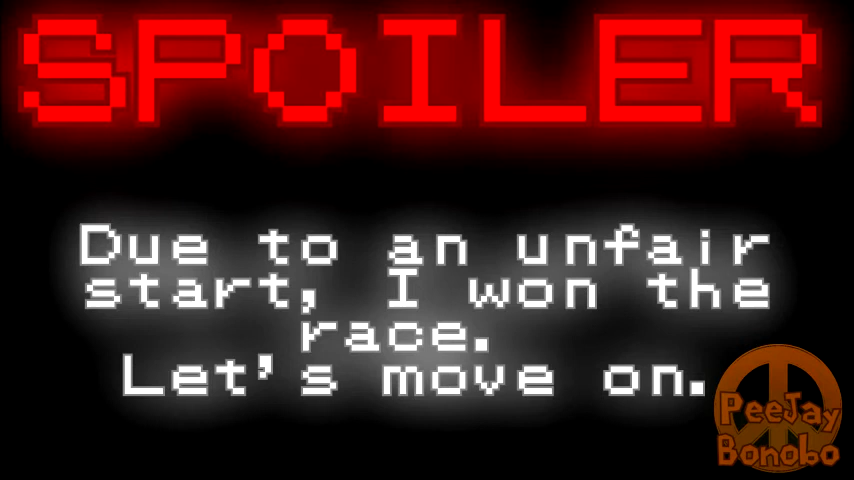 SPOILER
Due to an unfair
start, I won the
race.
Let's move on.
PeeJay
Bonobo